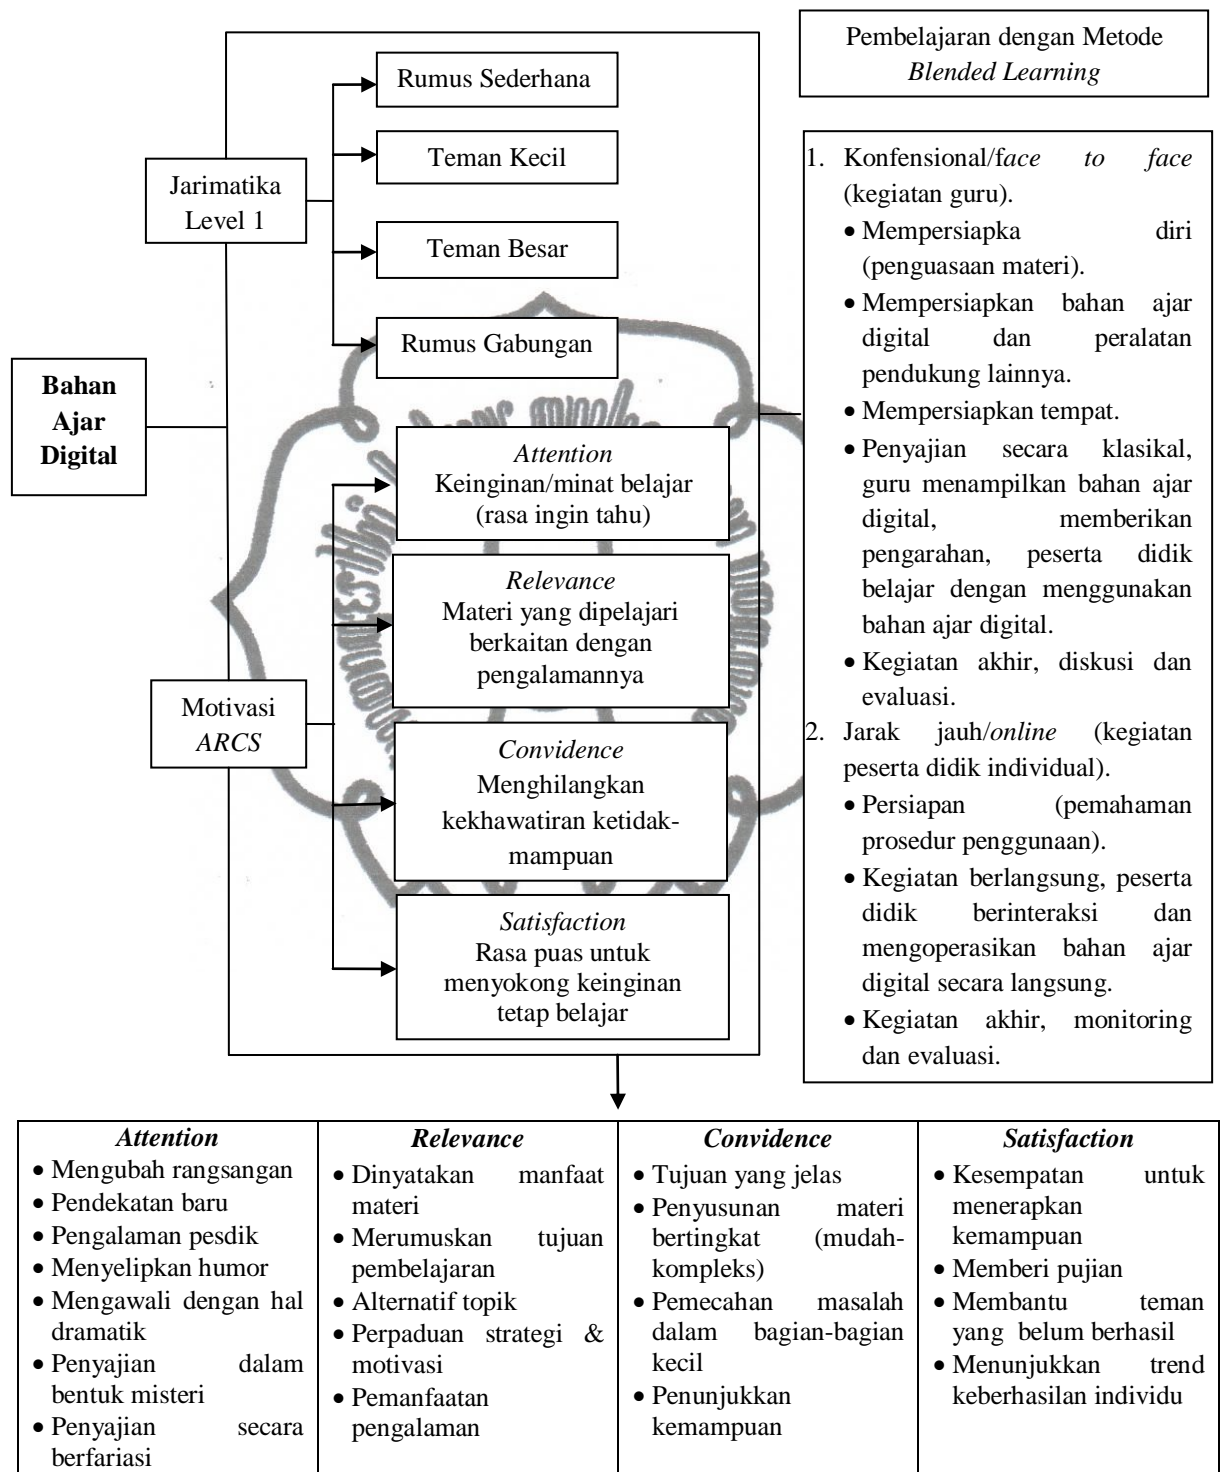 Bahan
Ajar
Digital
Jarimatika
Level 1
Rumus Sederhana
Teman Kecil
Teman Besar
Rumus Gabungan
Motivasi
ARCS
Attention
Keinginan/minat belajar
(rasa ingin tahu)
Relevance
Materi yang dipelajari
berkaitan dengan
pengalamannya
Convidence
Menghilangkan
kekhawatiran ketidak-
mampuan
Satisfaction
Rasa puas untuk
menyokong keinginan
tetap belajar
Pembelajaran dengan Metode
Blended Learning
1. Konfensional/face to face
(kegiatan guru).
• Mempersiapka diri
(penguasaan materi).
• Mempersiapkan bahan ajar
digital dan peralatan
pendukung lainnya.
• Mempersiapkan tempat.
• Penyajian secara klasikal,
guru menampilkan bahan ajar
digital, memberikan
pengarahan, peserta didik
belajar dengan menggunakan
bahan ajar digital.
• Kegiatan akhir, diskusi dan
evaluasi.
2. Jarak jauh/online (kegiatan
peserta didik individual).
• Persiapan (pemahaman
prosedur penggunaan).
• Kegiatan berlangsung, peserta
didik berinteraksi dan
mengoperasikan bahan ajar
digital secara langsung.
• Kegiatan akhir, monitoring
dan evaluasi.
Attention
• Mengubah rangsangan
• Pendekatan baru
• Pengalaman pesdik
• Menyelipkan humor
• Mengawali dengan hal
dramatik
• Penyajian dalam
bentuk misteri
• Penyajian secara
berfariasi
Relevance
• Dinyatakan manfaat
materi
• Merumuskan tujuan
pembelajaran
• Alternatif topik
• Perpaduan strategi &
motivasi
• Pemanfaatan
pengalaman
Convidence
• Tujuan yang jelas
• Penyusunan materi
bertingkat (mudah-
kompleks)
• Pemecahan masalah
dalam bagian-bagian
kecil
• Penunjukkan
kemampuan
Satisfaction
• Kesempatan untuk
menerapkan
kemampuan
• Memberi pujian
• Membantu teman
yang belum berhasil
• Menunjukkan trend
keberhasilan individu